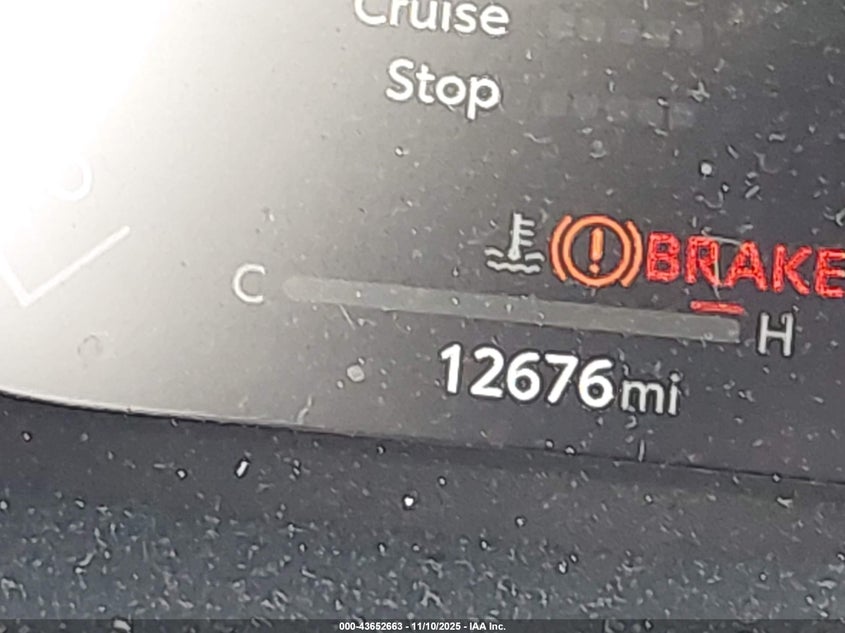 Cruise
Stop
BRAKE
C
H
12676mi
000-43652663 - 11/10/2025 - IAA Inc.